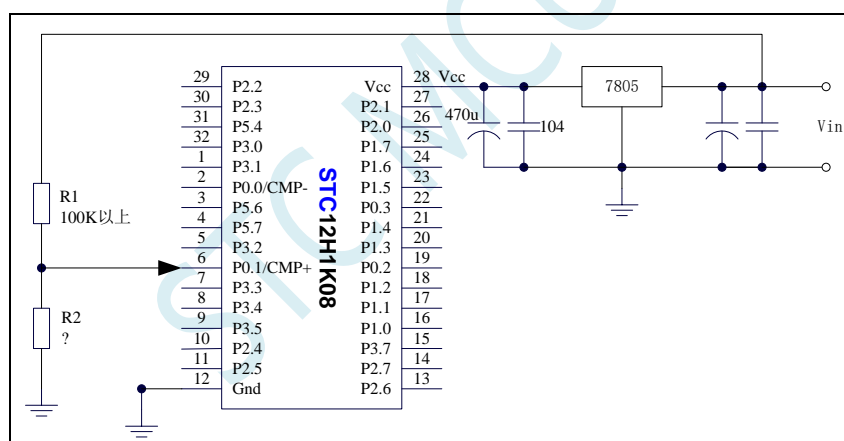 29 P2.2
30 P2.3
31 P5.4
32 P3.0
1 P3.1
2 P0.0/CMP-
3 P5.6
4 P5.7
5 P3.2
6 P0.1/CMP+
7 P3.3
8 P3.4
9 P3.5
10 P2.4
11 P2.5
12 Gnd
STC12H1K08
Vcc 28 Vcc
P2.1 27
P2.0 26
P1.7 25
P1.6 24
P1.5 23
P0.3 22
P1.4 21
P1.3 20
P0.2 19
P1.2 18
P1.1 17
P1.0 16
P3.7 15
P2.7 14
P2.6 13
R1
100K以上
R2
?
470u
104
7805
Vin
STC MCU